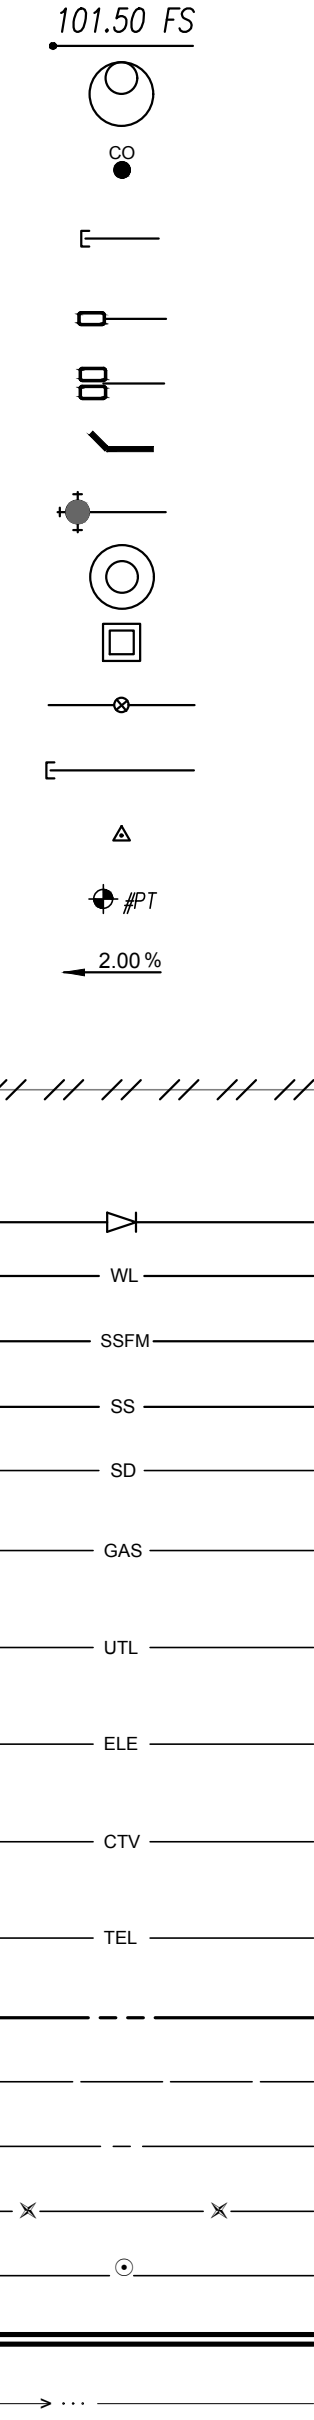 101.50 FS
CO
#PT
2.00%
WL
SSFM
SS
SD
GAS
UTL
ELE
CTV
TEL